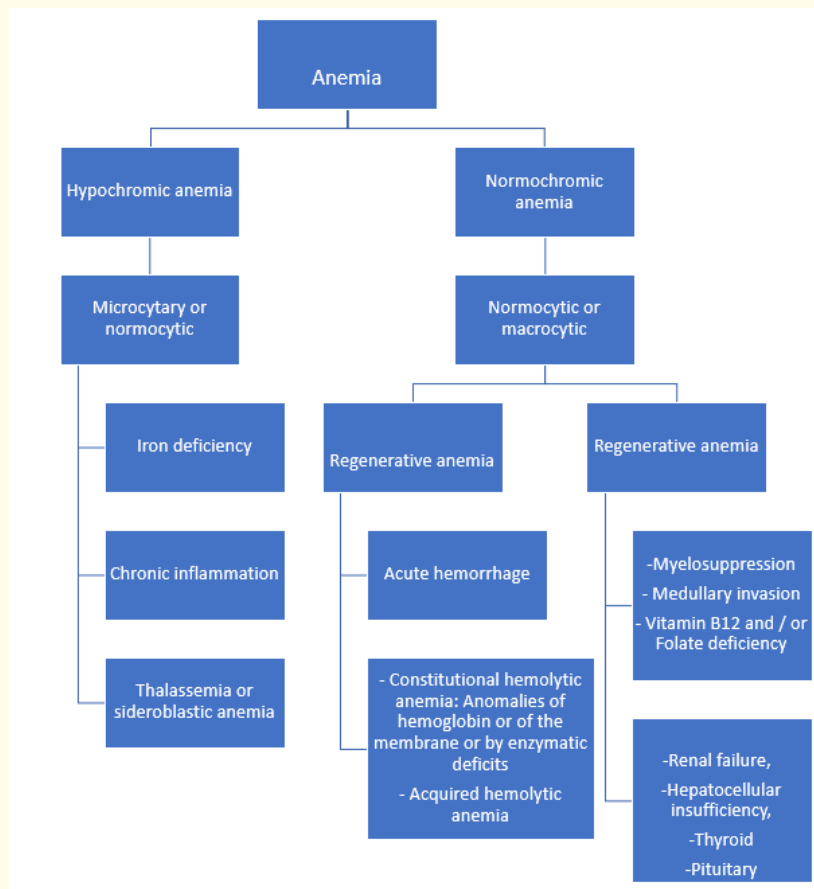 Anemia
Hypochromic anemia
Normochromic
anemia
Microcytary or
normocytic
Normocytic or
macrocytic
Iron deficiency
Chronic inflammation
Thalassemia or
sideroblastic anemia
Regenerative anemia
Acute hemorrhage
- Constitutional hemolytic
anemia: Anomalies of
hemoglobin or of the
membrane or by enzymatic
deficits
- Acquired hemolytic
anemia
Regenerative anemia
-Myelosuppression
- Medullary invasion
- Vitamin B12 and / or
Folate deficiency
-Renal failure,
-Hepatocellular
insufficiency,
-Thyroid
-Pituitary